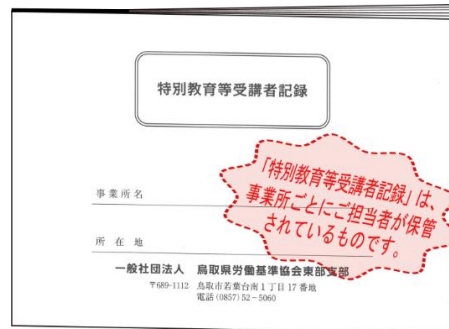 特別教育等受講者記録
「特別教育等受講者記録」は、
事業所ごとにご担当者が保管
されているものです。
事業所名
所在地
一般社団法人 鳥取県労働基準協会東部支部
〒689-1112 鳥取市若葉台南1丁目17番地
電話(0857)52-5060